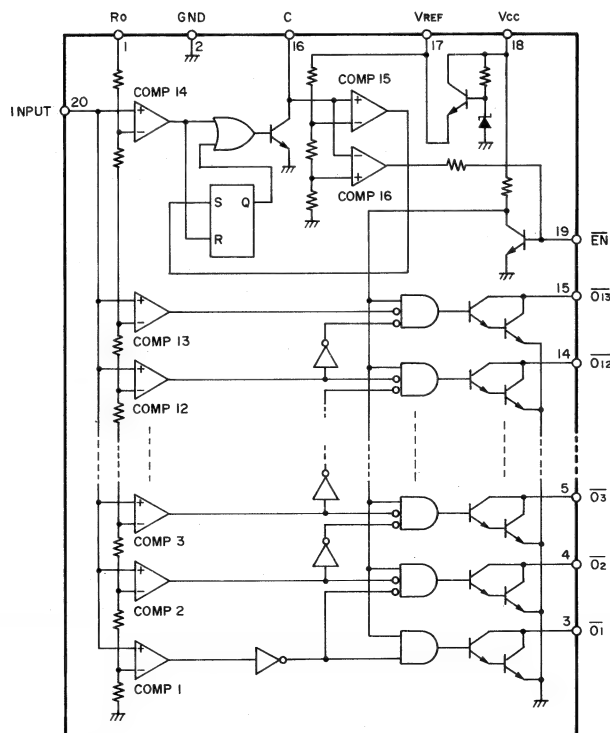 Ro GND C VREF VCC
1 2 16 17 18
COMP 14 COMP 15
INPUT 20
+ + −
− − +
COMP 16
S Q
R
19 EN
15 O13
+
−
COMP 13
14 O12
+
−
COMP 12
5 O3
+
−
COMP 3
4 O2
+
−
COMP 2
3 O1
+
−
COMP 1